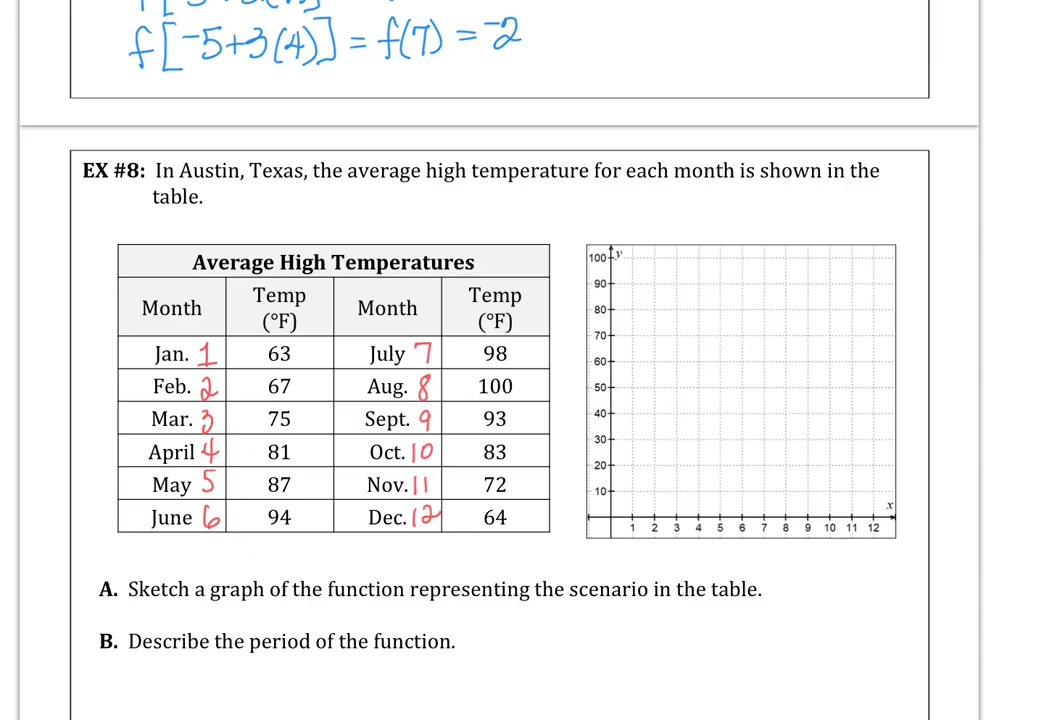 f[⁻5+3(4)] = f(7) = ⁻2
EX #8: In Austin, Texas, the average high temperature for each month is shown in the
table.
Average High Temperatures
Month Temp (°F) Month Temp (°F)
Jan. 1 63 July 7 98
Feb. 2 67 Aug. 8 100
Mar. 3 75 Sept. 9 93
April 4 81 Oct. 10 83
May 5 87 Nov. 11 72
June 6 94 Dec. 12 64
y
100
90
80
70
60
50
40
30
20
10
x
1 2 3 4 5 6 7 8 9 10 11 12
A. Sketch a graph of the function representing the scenario in the table.
B. Describe the period of the function.